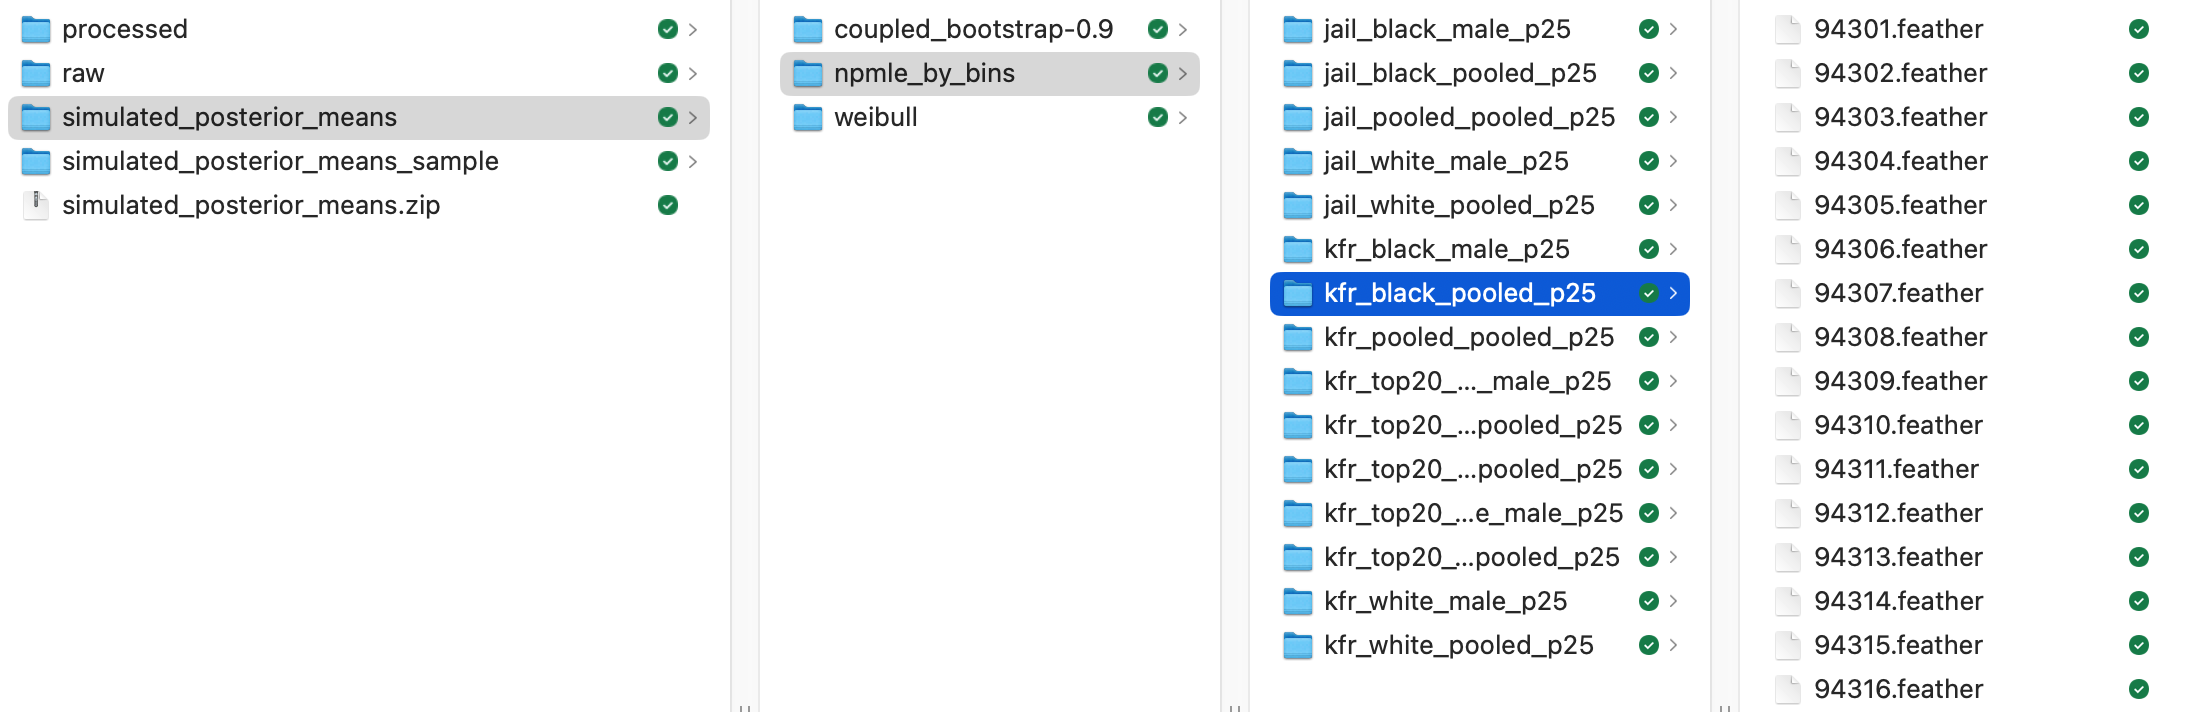 processed
raw
simulated_posterior_means
simulated_posterior_means_sample
simulated_posterior_means.zip
coupled_bootstrap-0.9
npmle_by_bins
weibull
jail_black_male_p25
jail_black_pooled_p25
jail_pooled_pooled_p25
jail_white_male_p25
jail_white_pooled_p25
kfr_black_male_p25
kfr_black_pooled_p25
kfr_pooled_pooled_p25
kfr_top20_..._male_p25
kfr_top20_...pooled_p25
kfr_top20_...pooled_p25
kfr_top20_...e_male_p25
kfr_top20_...pooled_p25
kfr_white_male_p25
kfr_white_pooled_p25
94301.feather
94302.feather
94303.feather
94304.feather
94305.feather
94306.feather
94307.feather
94308.feather
94309.feather
94310.feather
94311.feather
94312.feather
94313.feather
94314.feather
94315.feather
94316.feather